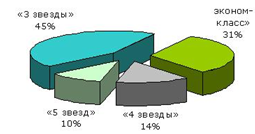 «3 звезды»
45%
эконом-
класс»
31%
«5 звезд»
10%
«4 звезды»
14%